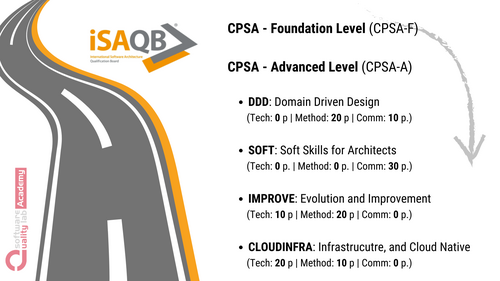 iSAQB
International Software Architecture
Qualification Board
CPSA - Foundation Level (CPSA-F)
CPSA - Advanced Level (CPSA-A)
• DDD: Domain Driven Design
(Tech: 0 p | Method: 20 p | Comm: 10 p.)
• SOFT: Soft Skills for Architects
(Tech: 0 p. | Method: 0 p. | Comm: 30 p.)
• IMPROVE: Evolution and Improvement
(Tech: 10 p | Method: 20 p | Comm: 0 p.)
• CLOUDINFRA: Infrastrucutre, and Cloud Native
(Tech: 20 p | Method: 10 p | Comm: 0 p.)
software
quality lab
Academy